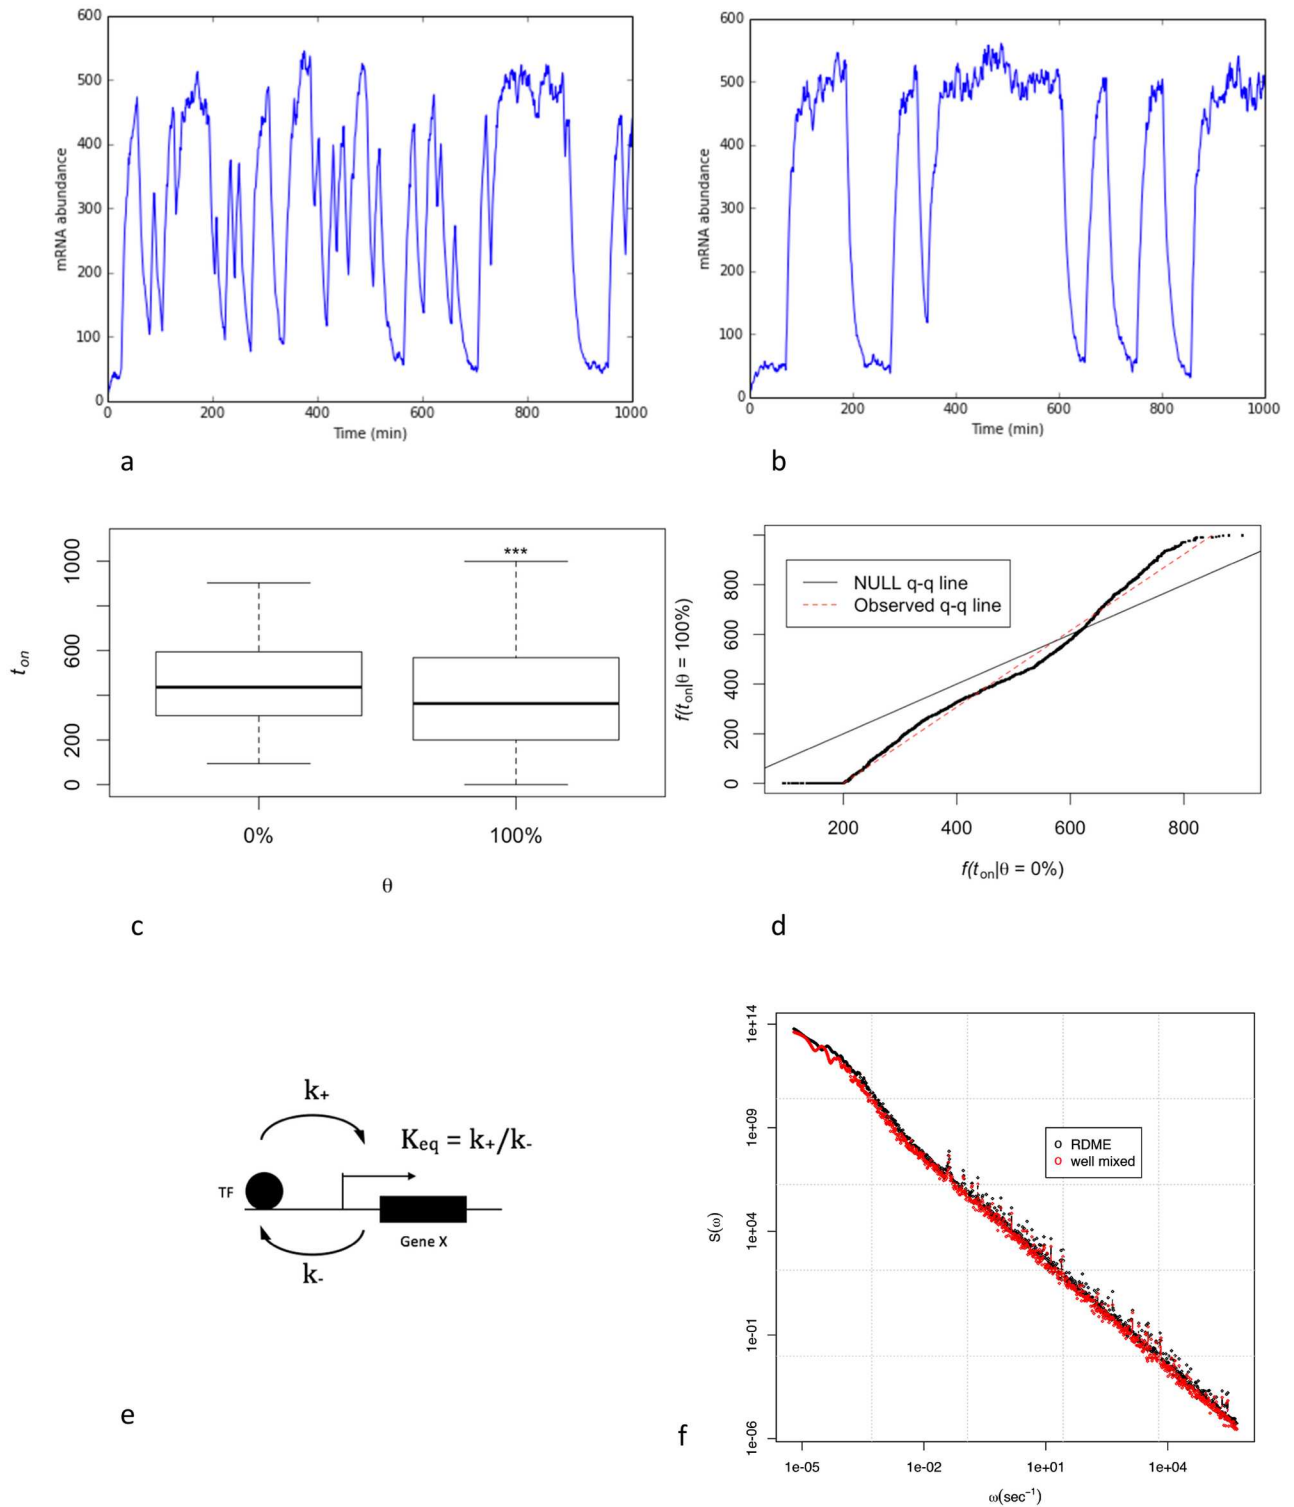 600
500
400
300
200
100
0
mRNA abundance
0 200 400 600 800 1000
Time (min)
a
600
500
400
300
200
100
0
mRNA abundance
0 200 400 600 800 1000
Time (min)
b
***
1000
600
200
0
t_on
0% 100%
θ
c
NULL q-q line
Observed q-q line
800
600
400
200
0
f(t_on|θ = 100%)
200 400 600 800
f(t_on|θ = 0%)
d
k₊
K_eq = k₊/k₋
TF
Gene X
k₋
e
1e+14
1e+09
1e+04
1e-01
1e-06
S(ω)
RDME
well mixed
1e-05 1e-02 1e+01 1e+04
ω(sec⁻¹)
f